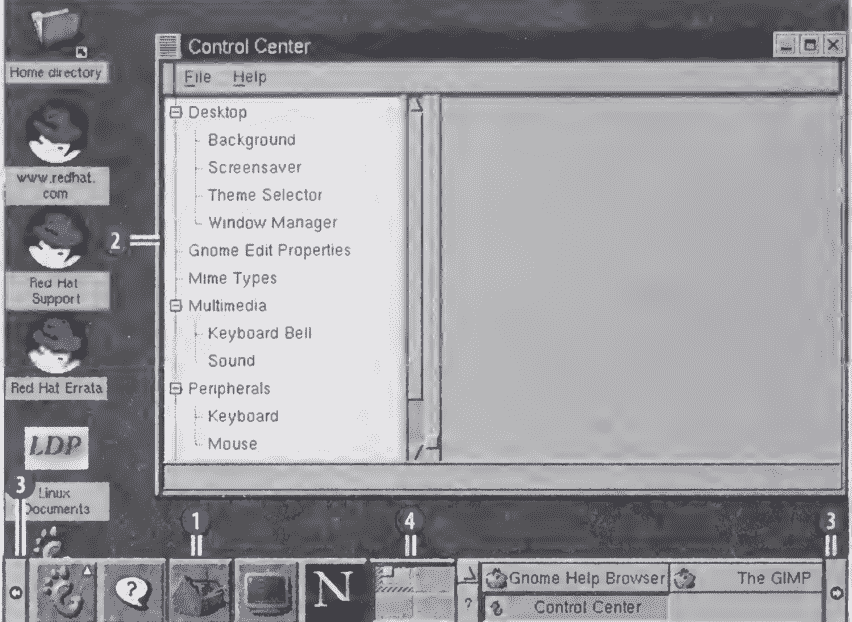 Home directory
www.redhat.
com
Red Hat
Support
Red Hat Errata
LDP
Linux
Documents
Control Center
File Help
Desktop
Background
Screensaver
Theme Selector
Window Manager
Gnome Edit Properties
Mime Types
Multimedia
Keyboard Bell
Sound
Peripherals
Keyboard
Mouse
2
3
1
4
3
?
N
?
Gnome Help Browser
The GIMP
Control Center